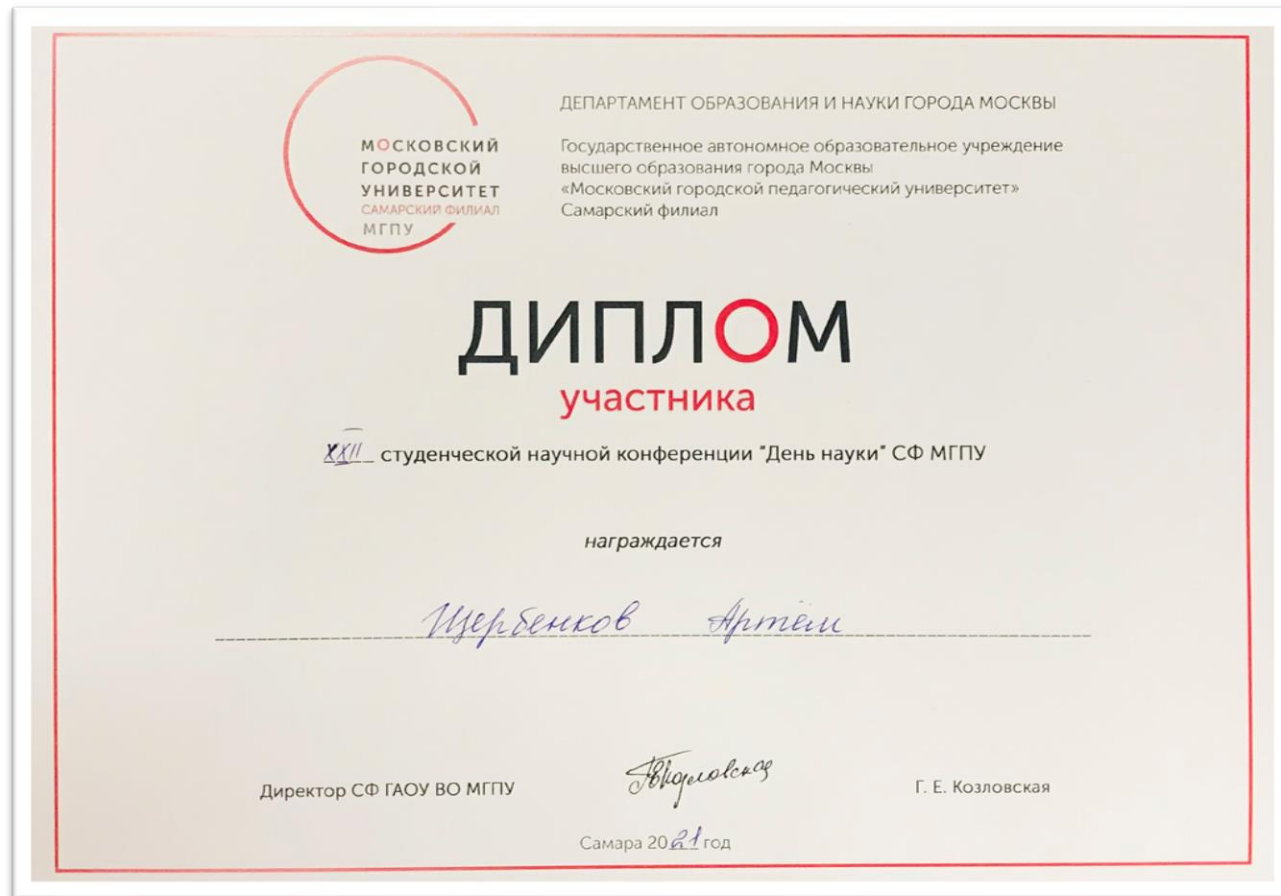 МОСКОВСКИЙ
ГОРОДСКОЙ
УНИВЕРСИТЕТ
САМАРСКИЙ ФИЛИАЛ
МГПУ
ДЕПАРТАМЕНТ ОБРАЗОВАНИЯ И НАУКИ ГОРОДА МОСКВЫ
Государственное автономное образовательное учреждение
высшего образования города Москвы
«Московский городской педагогический университет»
Самарский филиал
ДИПЛОМ
участника
XXII студенческой научной конференции "День науки" СФ МГПУ
награждается
Щербенков Артём
Директор СФ ГАОУ ВО МГПУ
Г. Е. Козловская
Самара 2021 год